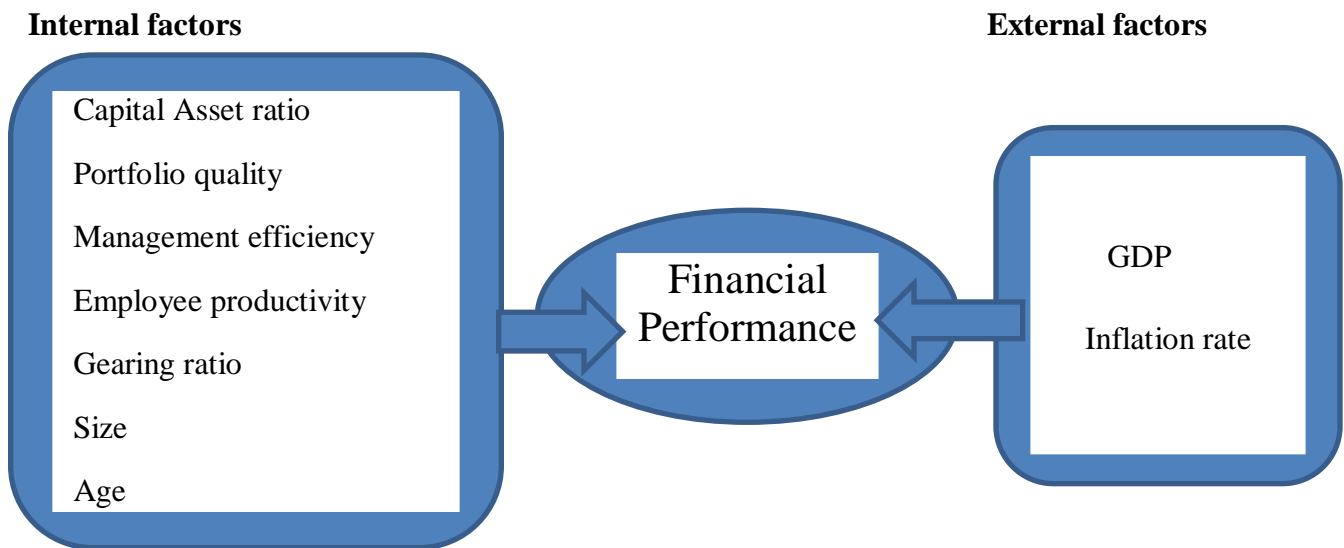 Internal factors
External factors
Capital Asset ratio
Portfolio quality
Management efficiency
Employee productivity
Gearing ratio
Size
Age
Financial
Performance
GDP
Inflation rate